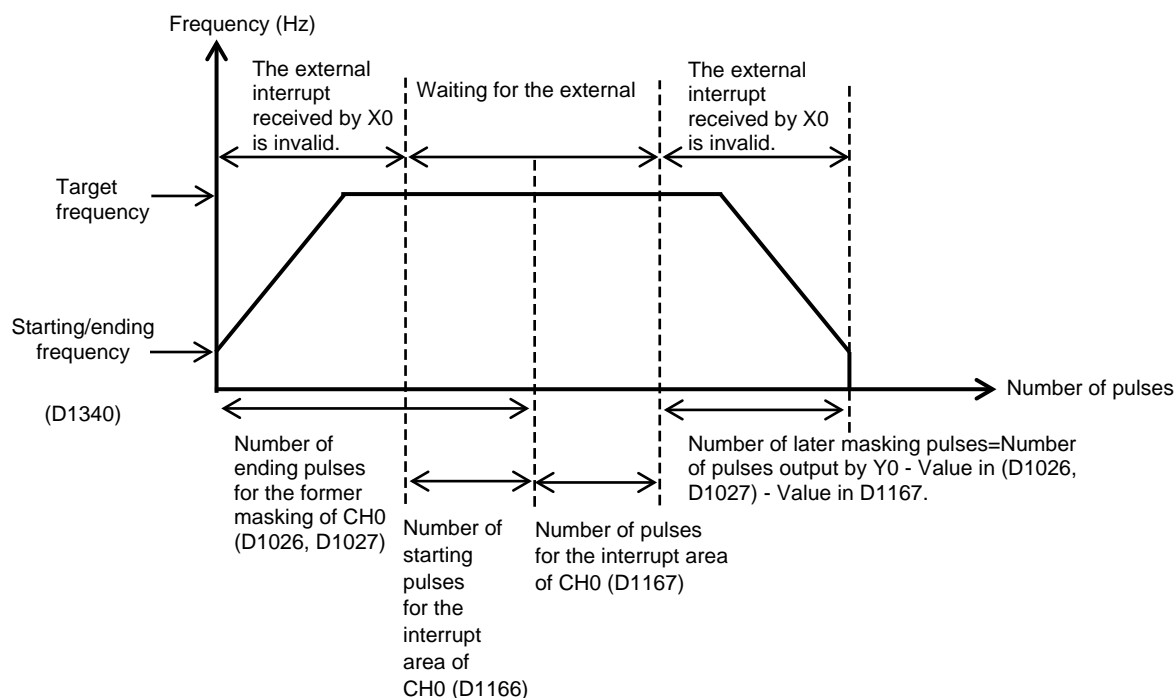 Frequency (Hz)
The external
interrupt
received by X0
is invalid.
Waiting for the external
The external
interrupt
received by X0
is invalid.
Target
frequency
Starting/ending
frequency
(D1340)
Number of pulses
Number of
ending pulses
for the former
masking of CH0
(D1026, D1027)
Number of
starting
pulses
for the
interrupt
area of
CH0 (D1166)
Number of pulses
for the interrupt area
of CH0 (D1167)
Number of later masking pulses=Number
of pulses output by Y0 - Value in (D1026,
D1027) - Value in D1167.